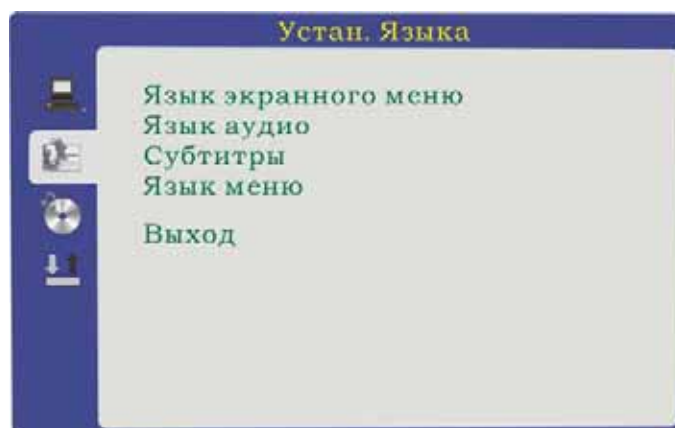 Устан. Языка
Язык экранного меню
Язык аудио
Субтитры
Язык меню
Выход